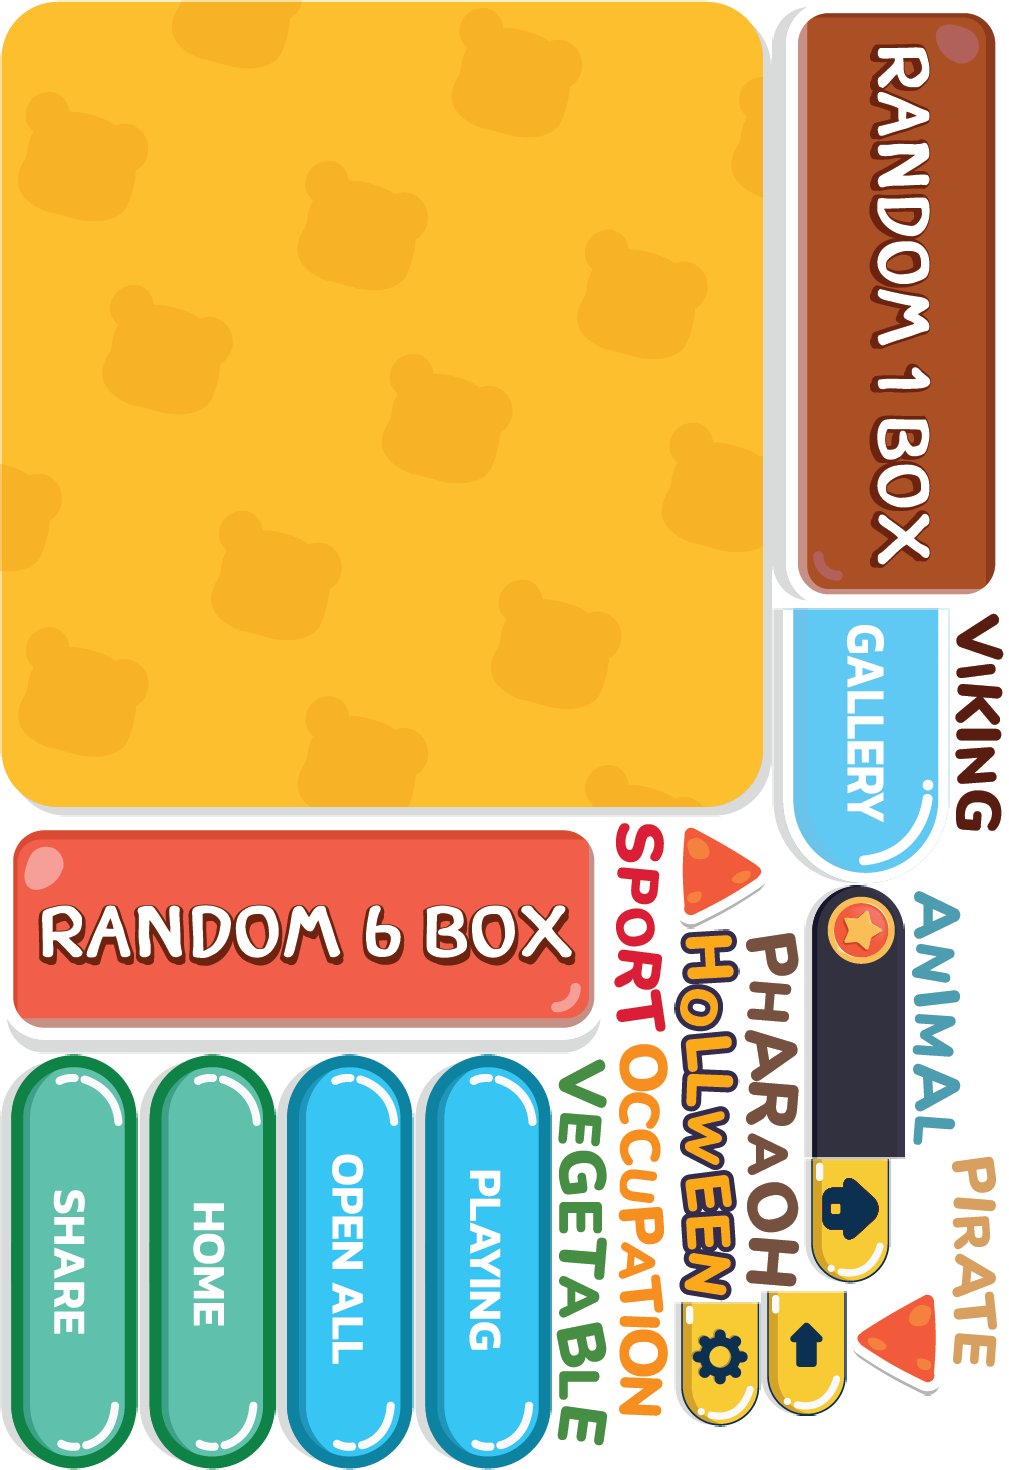 RANDOM 1 BOX
GALLERY
VIKING
RANDOM 6 BOX
SPORT
HOLLWEEN
PHARAOH
ANIMAL
PIRATE
OCCUPATION
VEGETABLE
SHARE
HOME
OPEN ALL
PLAYING